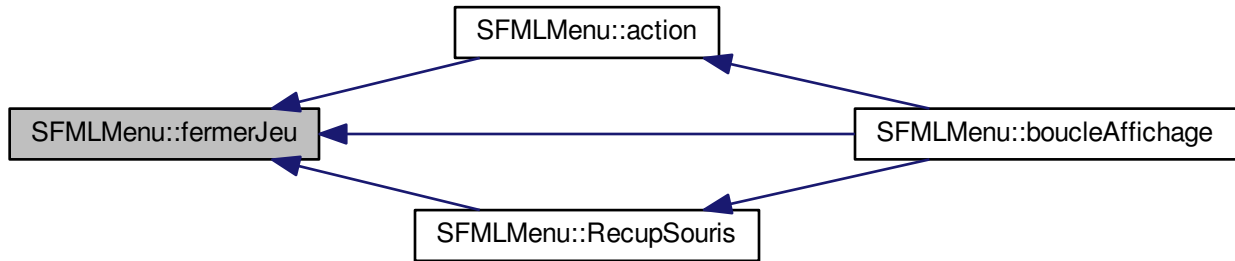 SFMLMenu::action
SFMLMenu::fermerJeu
SFMLMenu::boucleAffichage
SFMLMenu::RecupSouris